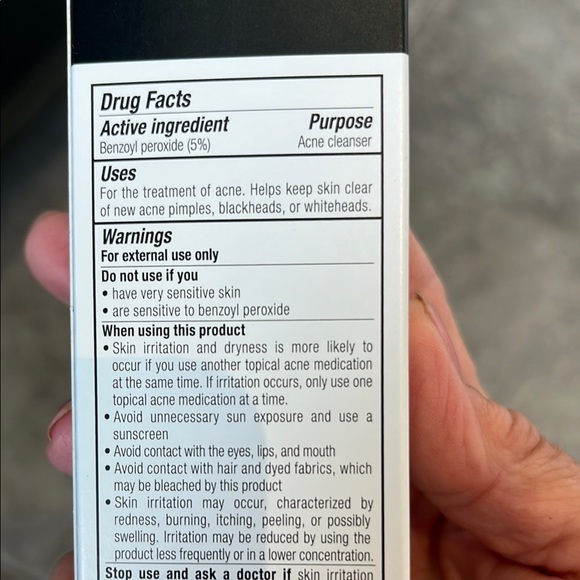 Drug Facts
Active ingredient Purpose
Benzoyl peroxide (5%) Acne cleanser
Uses
For the treatment of acne. Helps keep skin clear
of new acne pimples, blackheads, or whiteheads.
Warnings
For external use only
Do not use if you
• have very sensitive skin
• are sensitive to benzoyl peroxide
When using this product
• Skin irritation and dryness is more likely to
occur if you use another topical acne medication
at the same time. If irritation occurs, only use one
topical acne medication at a time.
• Avoid unnecessary sun exposure and use a
sunscreen
• Avoid contact with the eyes, lips, and mouth
• Avoid contact with hair and dyed fabrics, which
may be bleached by this product
• Skin irritation may occur, characterized by
redness, burning, itching, peeling, or possibly
swelling. Irritation may be reduced by using the
product less frequently or in a lower concentration.
Stop use and ask a doctor if skin irritation